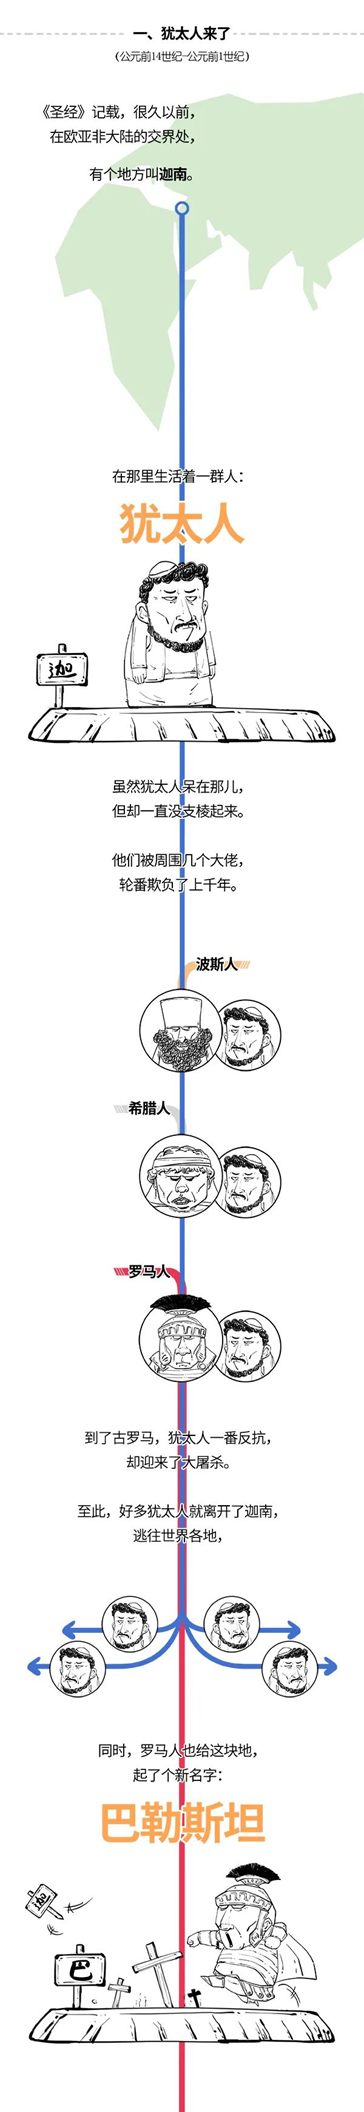 一、犹太人来了
(公元前14世纪-公元前1世纪)
《圣经》记载，很久以前，
在欧亚非大陆的交界处，
有个地方叫迦南。
在那里生活着一群人：
犹太人
迦
虽然犹太人呆在那儿，
但却一直没支棱起来。
他们被周围几个大佬，
轮番欺负了上千年。
波斯人
希腊人
罗马人
到了古罗马，犹太人一番反抗，
却迎来了大屠杀。
至此，好多犹太人就离开了迦南，
逃往世界各地，
同时，罗马人也给这块地，
起了个新名字：
巴勒斯坦
迦
巴